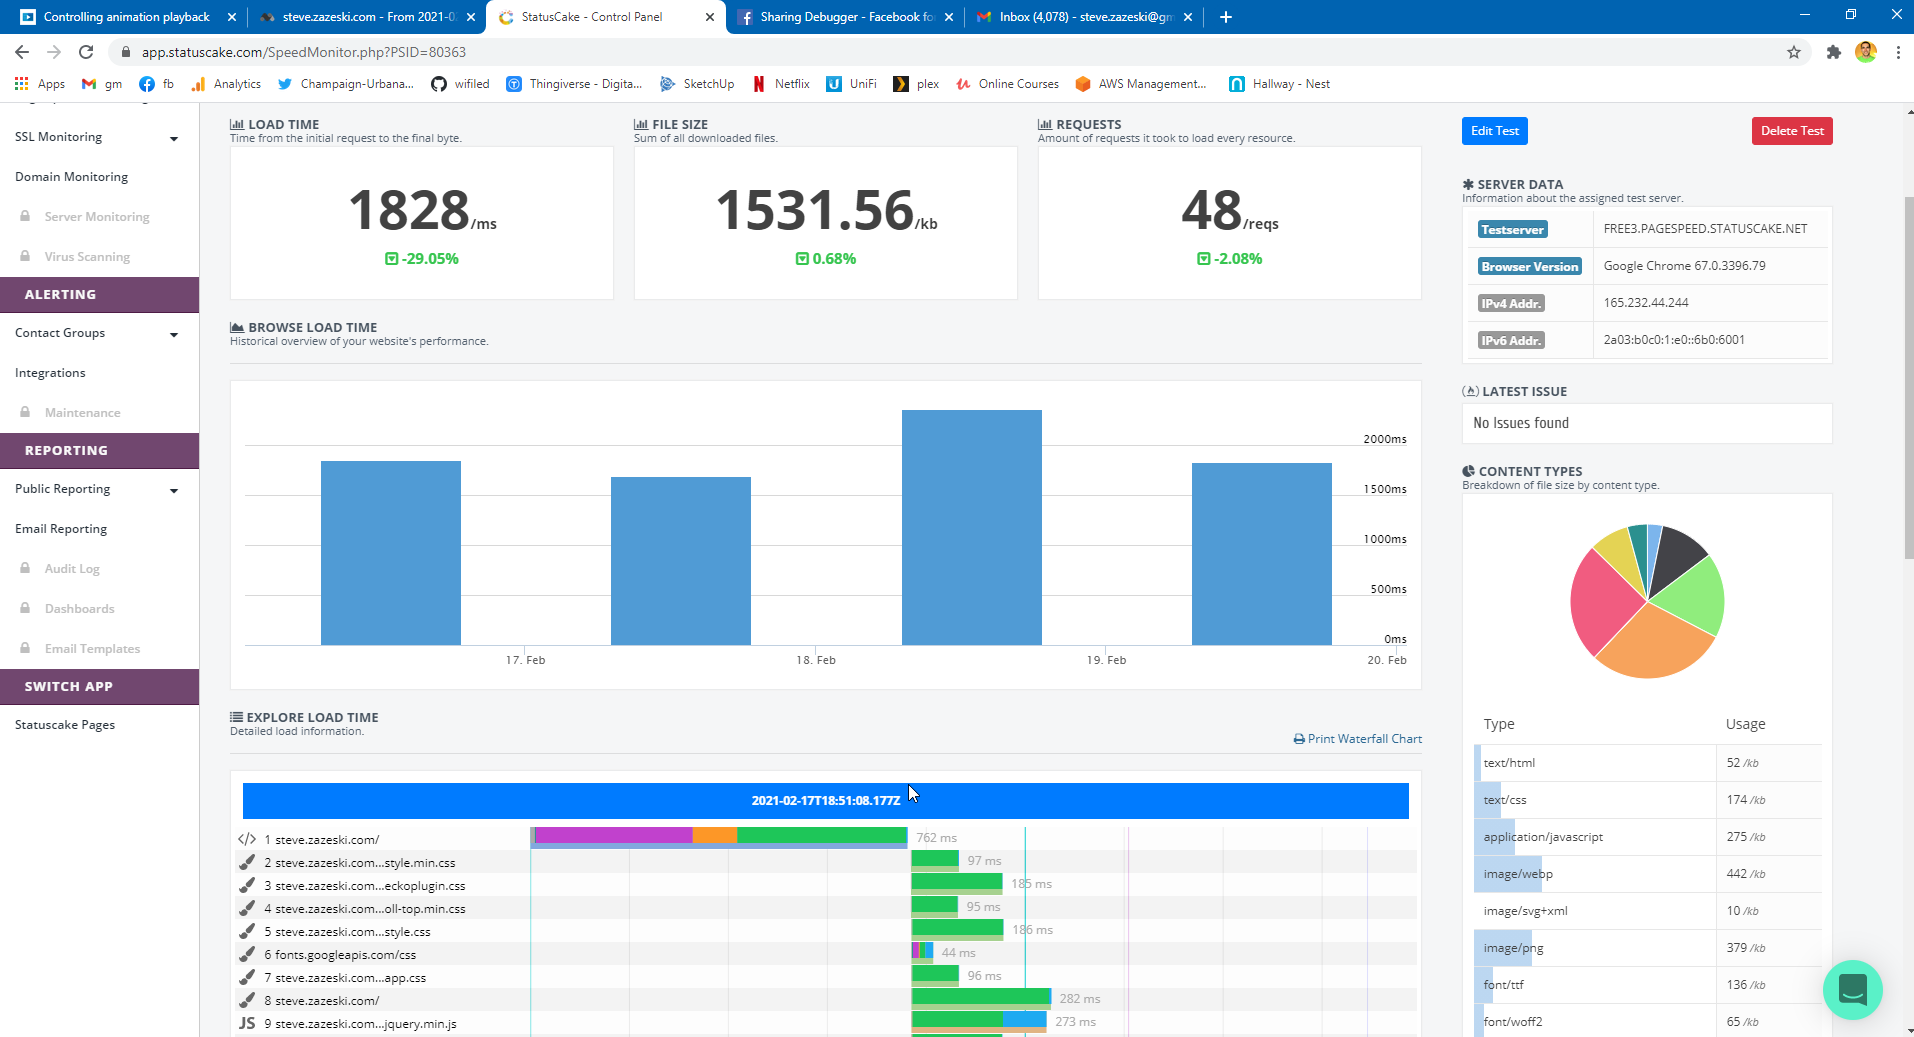 Controlling animation playback
steve.zazeski.com - From 2021-02
StatusCake - Control Panel
Sharing Debugger - Facebook fo
Inbox (4,078) - steve.zazeski@gm
app.statuscake.com/SpeedMonitor.php?PSID=80363
Apps
gm
fb
Analytics
Champaign-Urbana...
wifiled
Thingiverse - Digita...
SketchUp
Netflix
UniFi
plex
Online Courses
AWS Management...
Hallway - Nest
SSL Monitoring
Domain Monitoring
Server Monitoring
Virus Scanning
ALERTING
Contact Groups
Integrations
Maintenance
REPORTING
Public Reporting
Email Reporting
Audit Log
Dashboards
Email Templates
SWITCH APP
Statuscake Pages
LOAD TIME
Time from the initial request to the final byte.
1828/ms
-29.05%
FILE SIZE
Sum of all downloaded files.
1531.56/kb
0.68%
REQUESTS
Amount of requests it took to load every resource.
48/reqs
-2.08%
BROWSE LOAD TIME
Historical overview of your website's performance.
2000ms
1500ms
1000ms
500ms
0ms
17. Feb
18. Feb
19. Feb
20. Feb
EXPLORE LOAD TIME
Detailed load information.
Print Waterfall Chart
2021-02-17T18:51:08.177Z
1 steve.zazeski.com/
762 ms
2 steve.zazeski.com...style.min.css
97 ms
3 steve.zazeski.com...eckoplugin.css
185 ms
4 steve.zazeski.com...oll-top.min.css
95 ms
5 steve.zazeski.com...style.css
186 ms
6 fonts.googleapis.com/css
44 ms
7 steve.zazeski.com...app.css
96 ms
8 steve.zazeski.com/
282 ms
JS 9 steve.zazeski.com...jquery.min.js
273 ms
Edit Test
Delete Test
SERVER DATA
Information about the assigned test server.
Testserver
FREE3.PAGESPEED.STATUSCAKE.NET
Browser Version
Google Chrome 67.0.3396.79
IPv4 Addr.
165.232.44.244
IPv6 Addr.
2a03:b0c0:1:e0::6b0:6001
LATEST ISSUE
No Issues found
CONTENT TYPES
Breakdown of file size by content type.
Type
Usage
text/html
52 /kb
text/css
174 /kb
application/javascript
275 /kb
image/webp
442 /kb
image/svg+xml
10 /kb
image/png
379 /kb
font/ttf
136 /kb
font/woff2
65 /kb